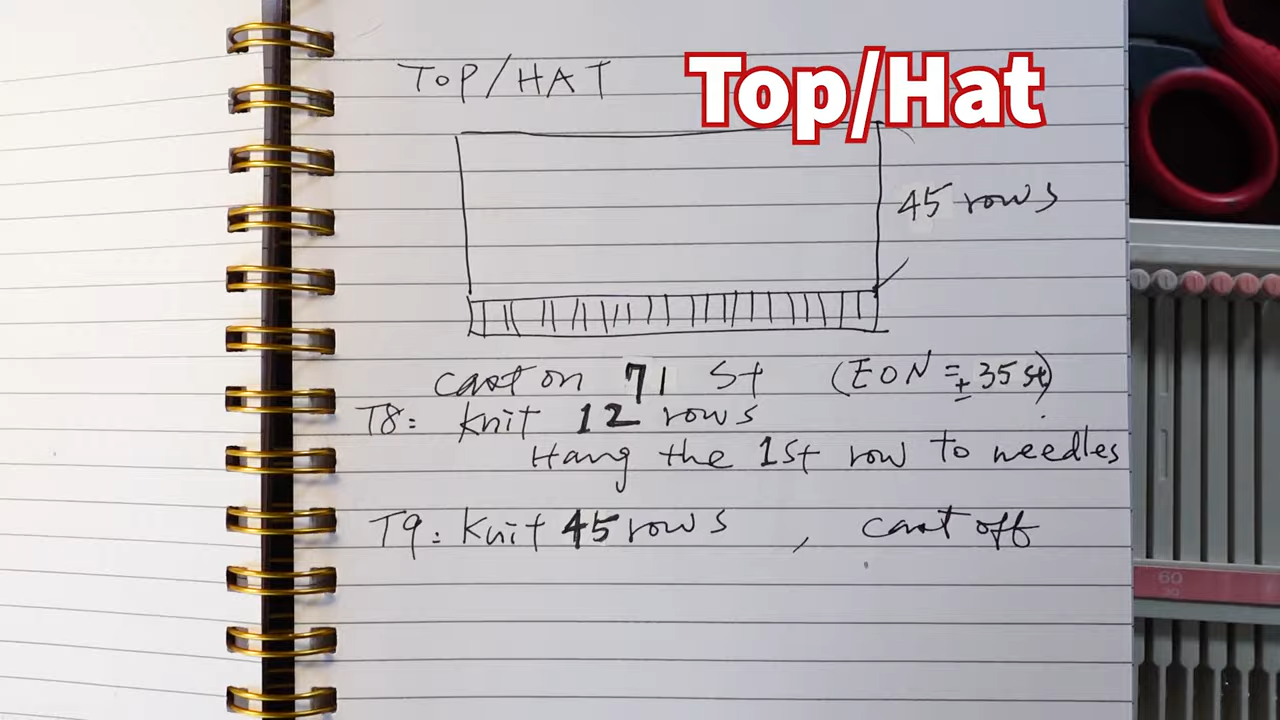 TOP/HAT
Top/Hat
45 rows
cast on 71 St (EON = ± 35 st)
T8: Knit 12 rows
Hang the 1st row to needles
T9: Knit 45 rows, cast off
60
30